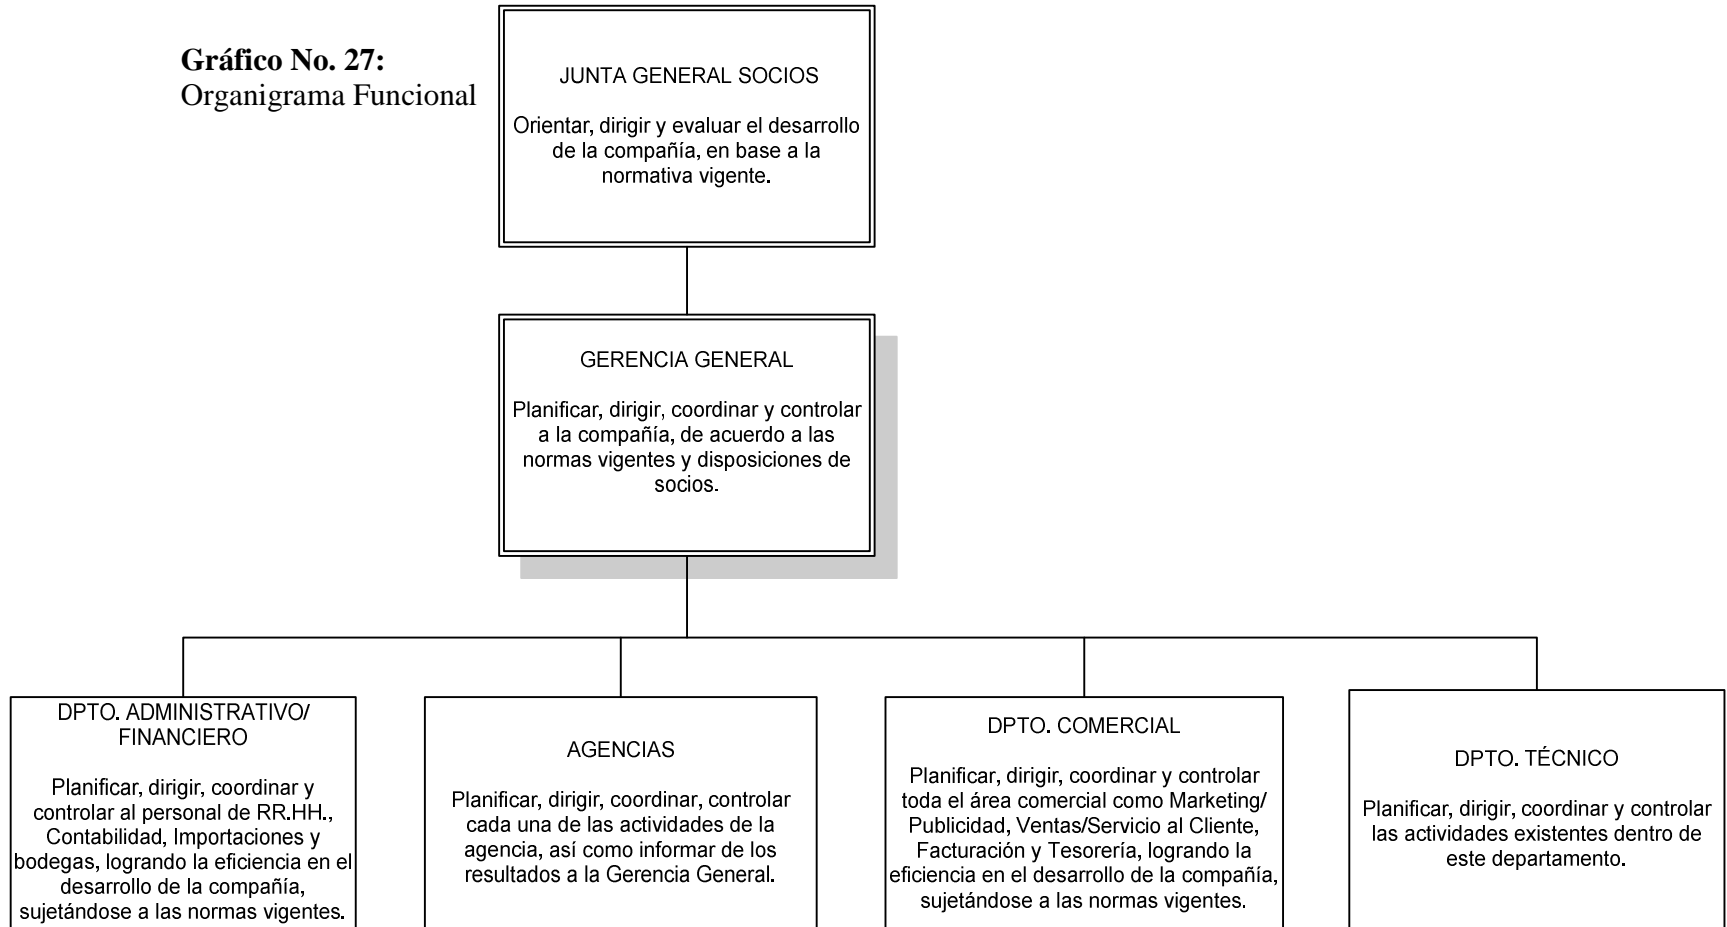 Gráfico No. 27:
Organigrama Funcional
JUNTA GENERAL SOCIOS
Orientar, dirigir y evaluar el desarrollo
de la compañía, en base a la
normativa vigente.
GERENCIA GENERAL
Planificar, dirigir, coordinar y controlar
a la compañía, de acuerdo a las
normas vigentes y disposiciones de
socios.
DPTO. ADMINISTRATIVO/
FINANCIERO
Planificar, dirigir, coordinar y
controlar al personal de RR.HH.,
Contabilidad, Importaciones y
bodegas, logrando la eficiencia en el
desarrollo de la compañía,
sujetándose a las normas vigentes.
AGENCIAS
Planificar, dirigir, coordinar, controlar
cada una de las actividades de la
agencia, así como informar de los
resultados a la Gerencia General.
DPTO. COMERCIAL
Planificar, dirigir, coordinar y controlar
toda el área comercial como Marketing/
Publicidad, Ventas/Servicio al Cliente,
Facturación y Tesorería, logrando la
eficiencia en el desarrollo de la compañía,
sujetándose a las normas vigentes.
DPTO. TÉCNICO
Planificar, dirigir, coordinar y controlar
las actividades existentes dentro de
este departamento.